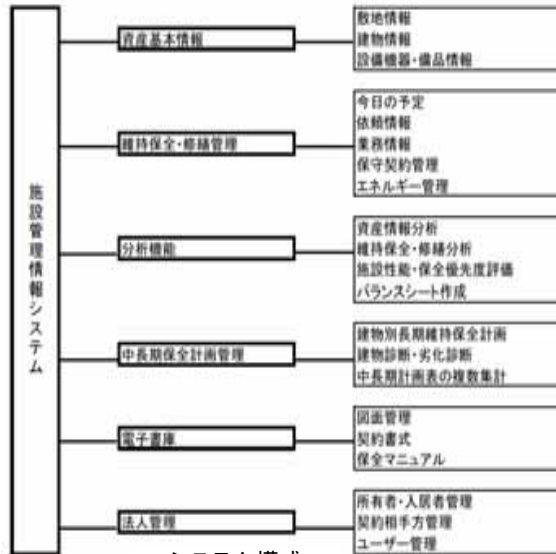 施設管理情報システム
資産基本情報
敷地情報
建物情報
設備機器・備品情報
維持保全・修繕管理
今日の予定
依頼情報
業務情報
保守契約管理
エネルギー管理
分析機能
資産情報分析
維持保全・修繕分析
施設性能・保全優先度評価
バランスシート作成
中長期保全計画管理
建物別長期維持保全計画
建物診断・劣化診断
中長期計画表の複数集計
電子書庫
図面管理
契約書式
保全マニュアル
法人管理
所有者・入居者管理
契約相手方管理
ユーザー管理